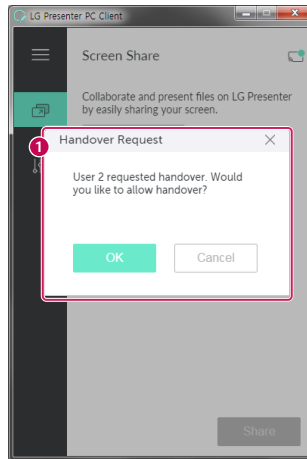 LG Presenter PC Client
Screen Share
Collaborate and present files on LG Presenter
by easily sharing your screen.
1
Handover Request
User 2 requested handover. Would
you like to allow handover?
OK
Cancel
Share